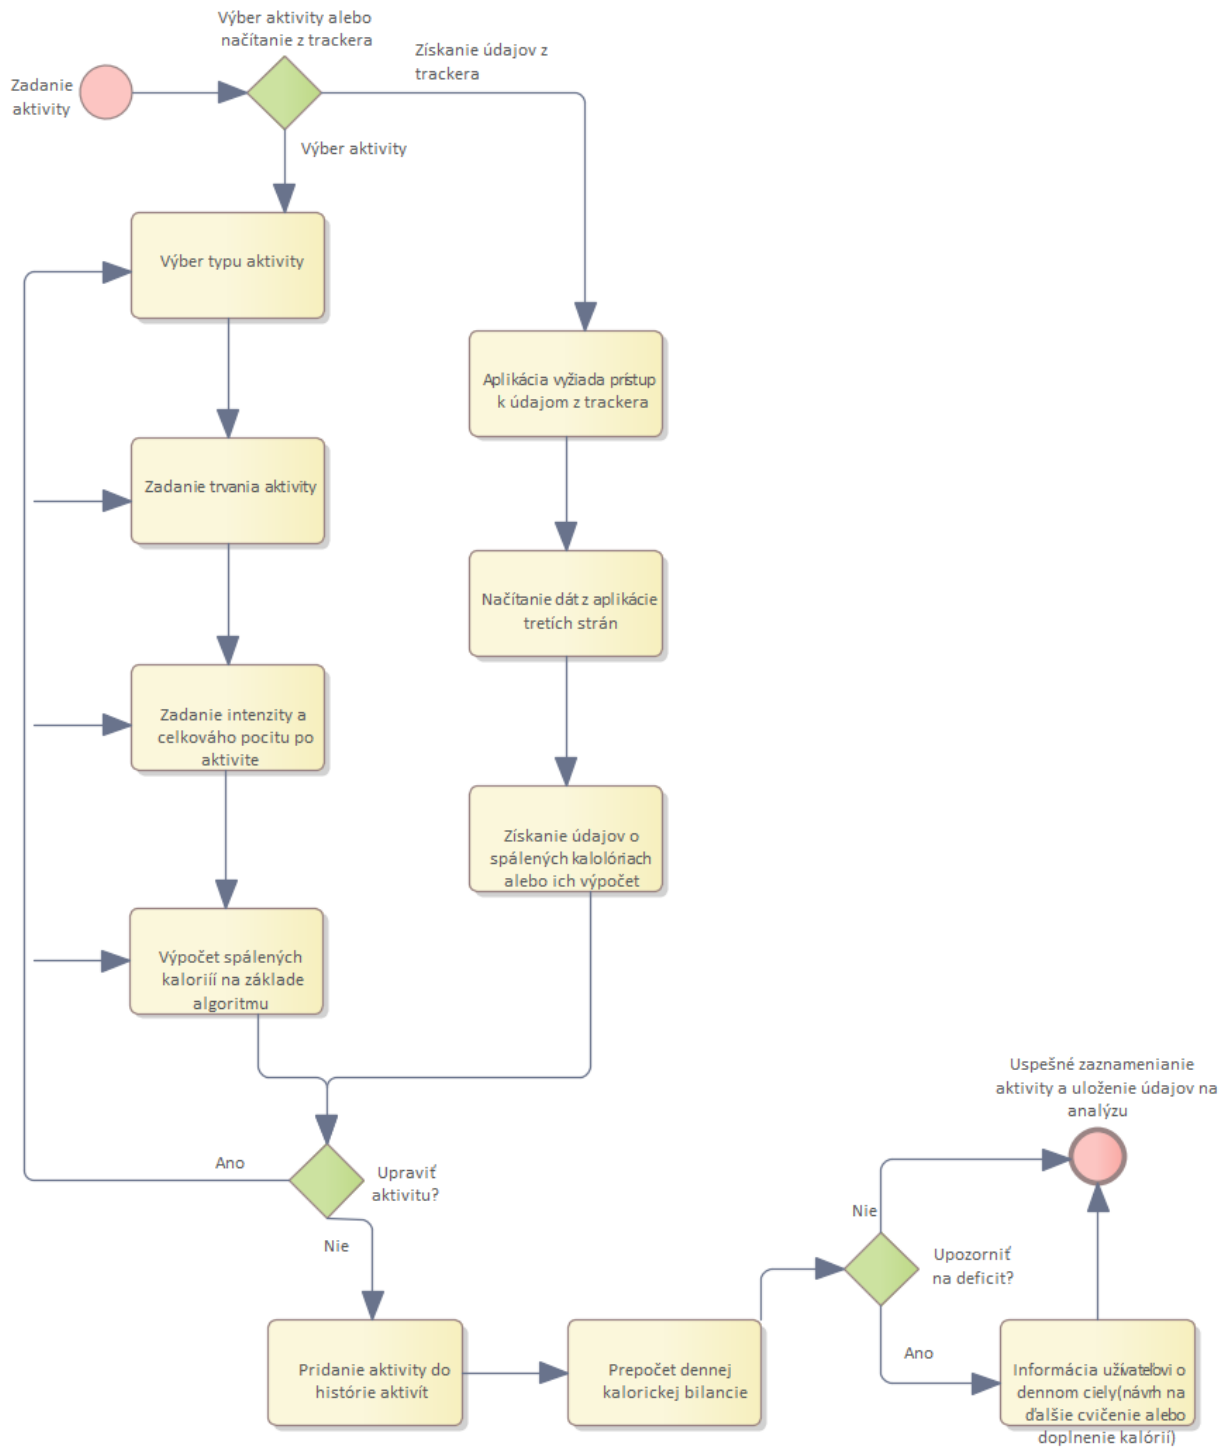 Výber aktivity alebo
načítanie z trackera
Získanie údajov z
trackera
Zadanie
aktivity
Výber aktivity
Výber typu aktivity
Aplikácia vyžiada prístup
k údajom z trackera
Zadanie trvania aktivity
Načítanie dát z aplikácie
tretích strán
Zadanie intenzity a
celkováho pocitu po
aktivite
Získanie údajov o
spálených kalolóriach
alebo ich výpočet
Výpočet spálených
kaloriíí na základe
algoritmu
Uspešné zaznamenianie
aktivity a uloženie údajov na
analýzu
Ano
Upraviť
aktivitu?
Nie
Nie
Upozorniť
na deficit?
Ano
Pridanie aktivity do
histórie aktivít
Prepočet dennej
kalorickej bilancie
Informácia užívateľovi o
dennom ciely(návrh na
ďalšie cvičenie alebo
doplnenie kalórií)